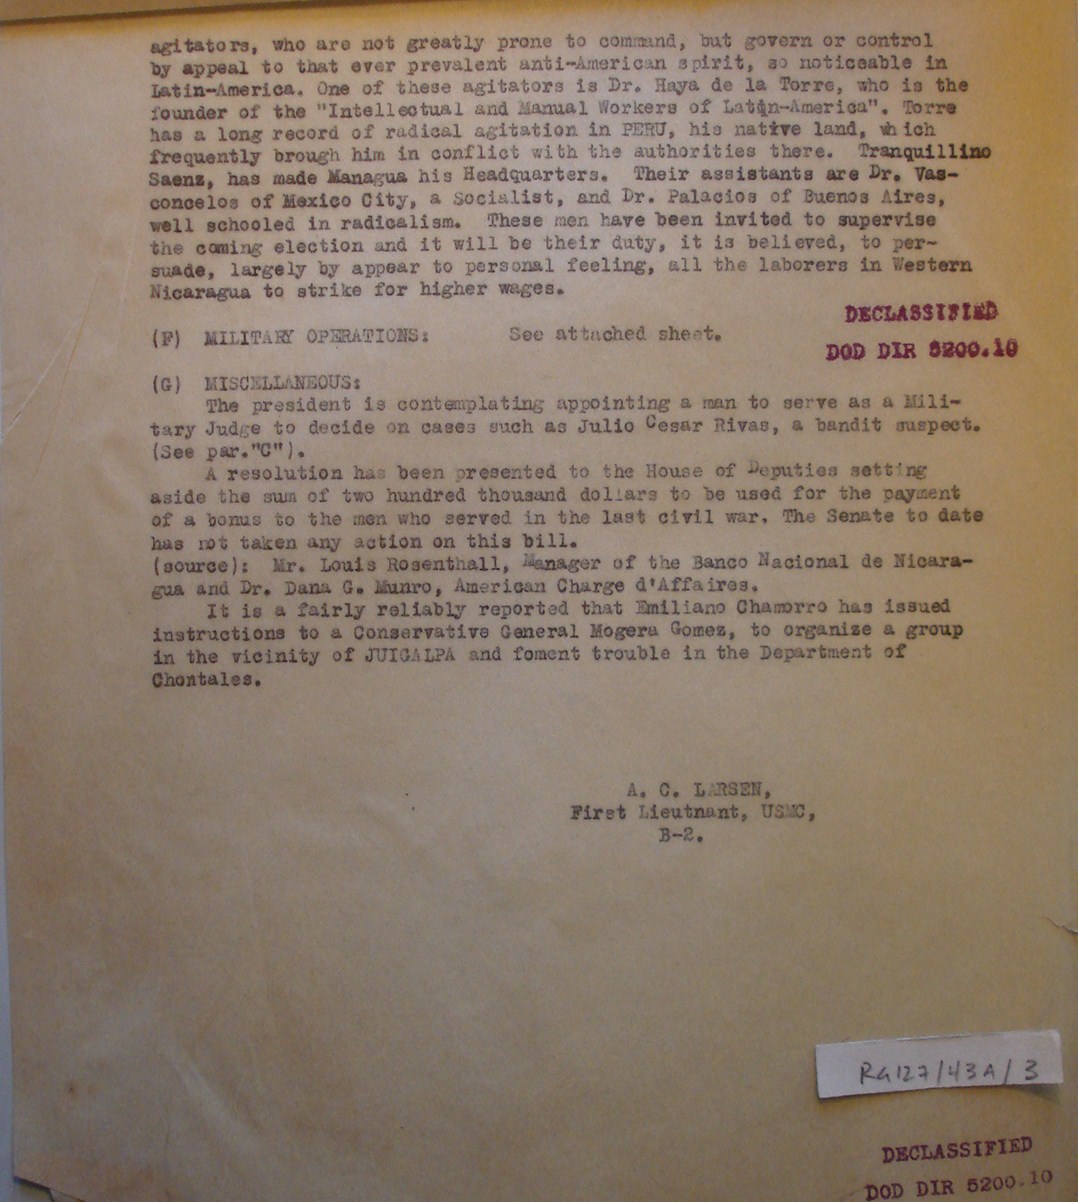 agitators, who are not greatly prone to command, but govern or control
by appeal to that ever prevalent anti-American spirit, so noticeable in
Latin-America. One of these agitators is Dr. Haya de la Torre, who is the
founder of the "Intellectual and Manual Workers of Latin-America". Torre
has a long record of radical agitation in PERU, his native land, which
frequently brough him in conflict with the authorities there. Tranquillino
Saenz, has made Managua his Headquarters. Their assistants are Dr. Vas-
concelos of Mexico City, a Socialist, and Dr. Palacios of Buenos Aires,
well schooled in radicalism. These men have been invited to supervise
the coming election and it will be their duty, it is believed, to per-
suade, largely by appear to personal feeling, all the laborers in Western
Nicaragua to strike for higher wages.
DECLASSIFIED
(F) MILITARY OPERATIONS: See attached sheet.
DOD DIR 5200.10
(G) MISCELLANEOUS:
The president is contemplating appointing a man to serve as a Mili-
tary Judge to decide on cases such as Julio Cesar Rivas, a bandit suspect.
(See par."C").
A resolution has been presented to the House of Deputies setting
aside the sum of two hundred thousand dollars to be used for the payment
of a bonus to the men who served in the last civil war. The Senate to date
has not taken any action on this bill.
(source): Mr. Louis Rosenthall, Manager of the Banco Nacional de Nicara-
gua and Dr. Dana G. Munro, American Charge d'Affaires.
It is a fairly reliably reported that Emiliano Chamorro has issued
instructions to a Conservative General Mogera Gomez, to organize a group
in the vicinity of JUIGALPA and foment trouble in the Department of
Chontales.
A. C. LARSEN,
First Lieutnant, USMC,
B-2.
RG127/43A/3
DECLASSIFIED
DOD DIR 5200.10